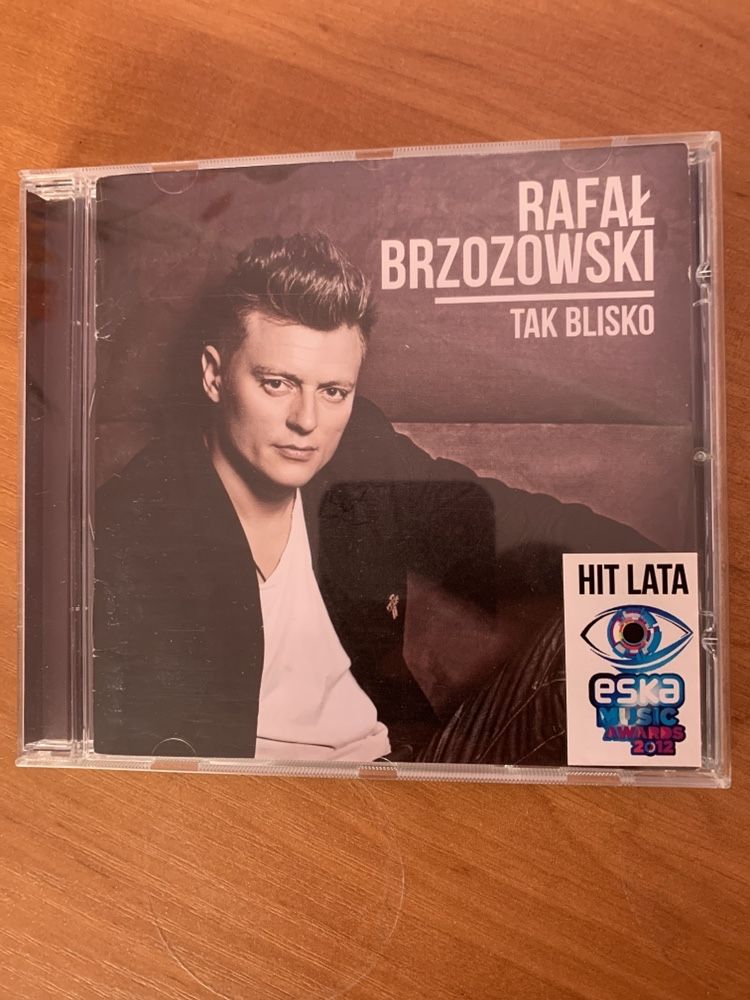 RAFAŁ
BRZOZOWSKI
TAK BLISKO
HIT LATA
eska
MUSIC
AWARDS
2012